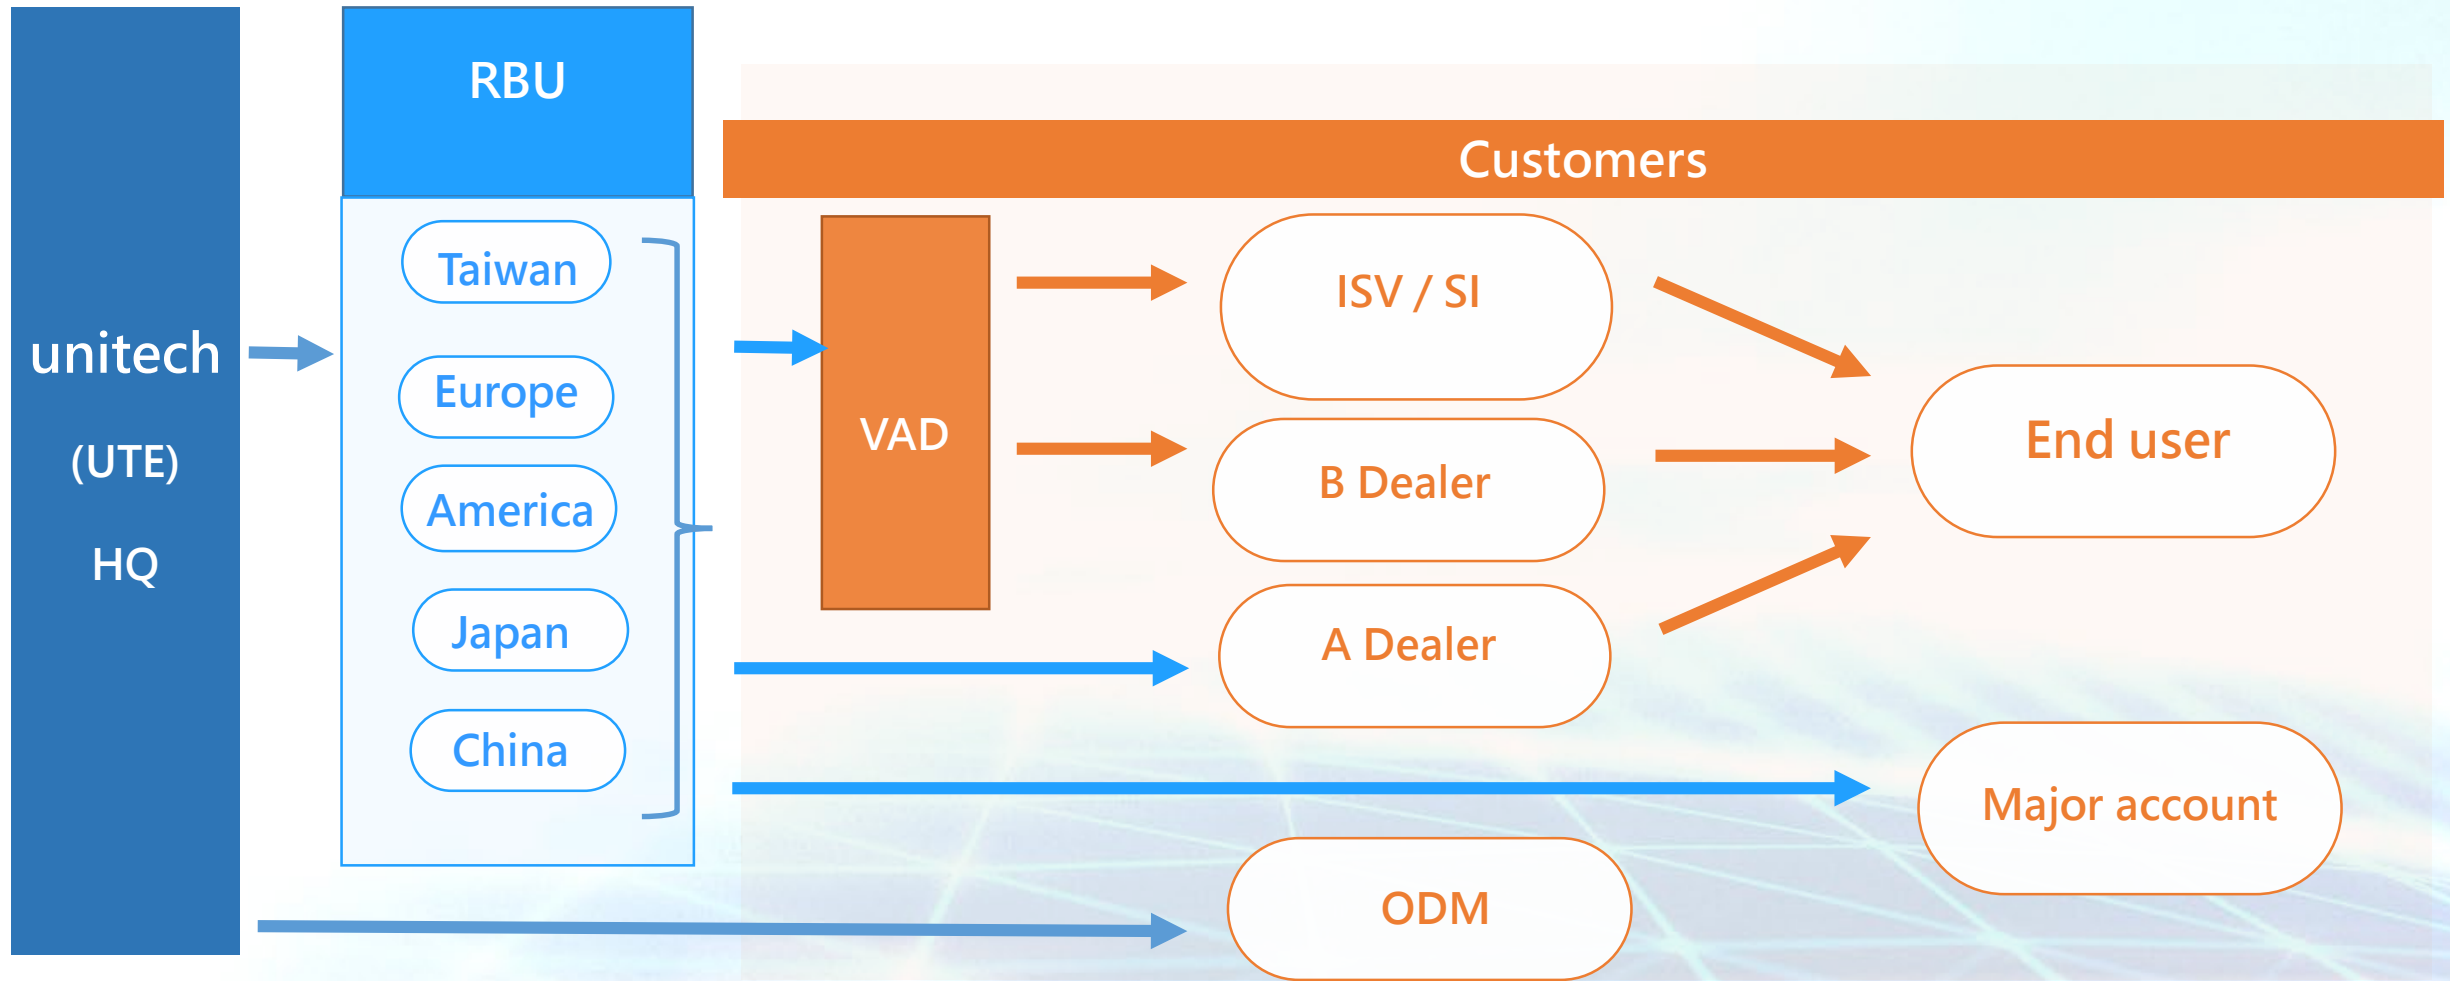 unitech
(UTE)
HQ
RBU
Taiwan
Europe
America
Japan
China
Customers
VAD
ISV / SI
B Dealer
A Dealer
ODM
End user
Major account